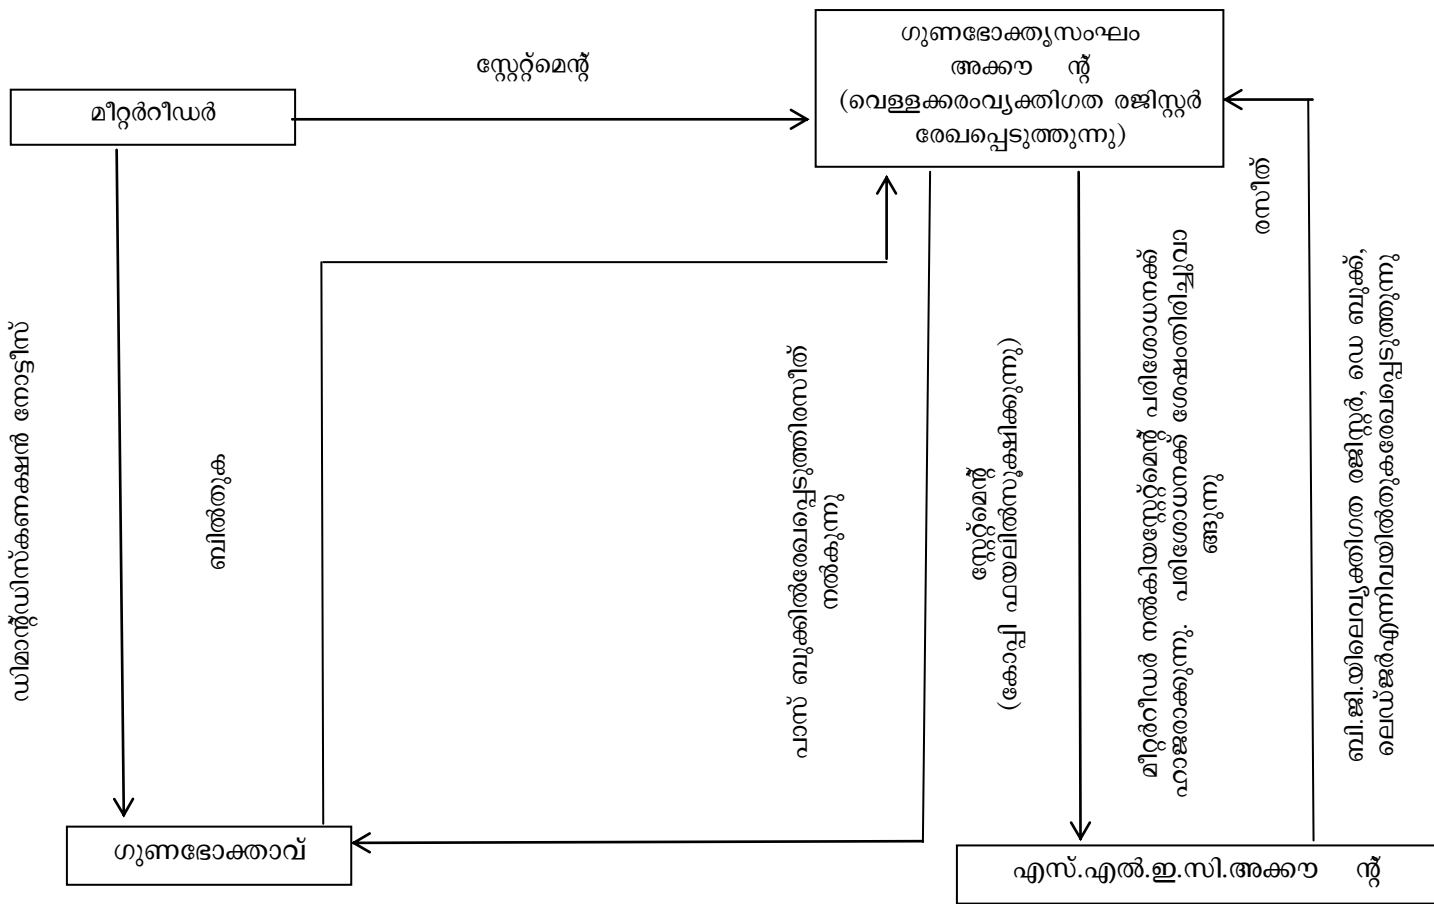 ഗുണഭോക്തൃസംഘം
അക്കൗ ന്റ്
(വെള്ളക്കരംവ്യക്തിഗത രജിസ്റ്റർ
രേഖപ്പെടുത്തുന്നു)
സ്റ്റേറ്റ്മെന്റ്
മീറ്റർറീഡർ
രസീത്
ഡിമാന്റ്ഡിസ്കണക്ഷൻ നോട്ടീസ്
ബിൽതുക
പാസ് ബുക്കിൽരേഖപ്പെടുത്തിയരസീത്
നൽകുന്നു
സ്റ്റേറ്റ്മെന്റ്
(കോപ്പി ഫയലിൽസൂക്ഷിക്കുന്നു)
മീറ്റർറീഡർ നൽകിയസ്റ്റേറ്റ്മെന്റ് പരിശോധനക്ക്
ഹാജരാക്കുന്നു. പരിശോധനക്ക് ശേഷംതിരിച്ചുവാ
ങ്ങുന്നു
ബി.ജി.യിലെവ്യക്തിഗത രജിസ്റ്റർ, ഡെ ബുക്ക്,
ലെഡ്ജർഎന്നിവയിൽതുകരേഖപ്പെടുത്തുന്നു
ഗുണഭോക്താവ്
എസ്.എൽ.ഇ.സി.അക്കൗ ന്റ്